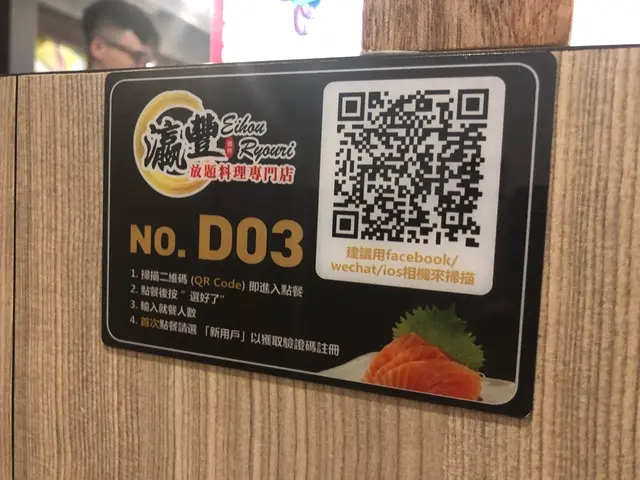 瀛豐
Eihou
Ryouri
放題料理專門店
NO. D03
1. 掃描二維碼 (QR Code) 即進入點餐
2. 點餐後按＂選好了＂
3. 輸入就餐人數
4. 首次點餐請選「新用戶」以獲取驗證碼註冊
建議用facebook/
wechat/ios相機來掃描